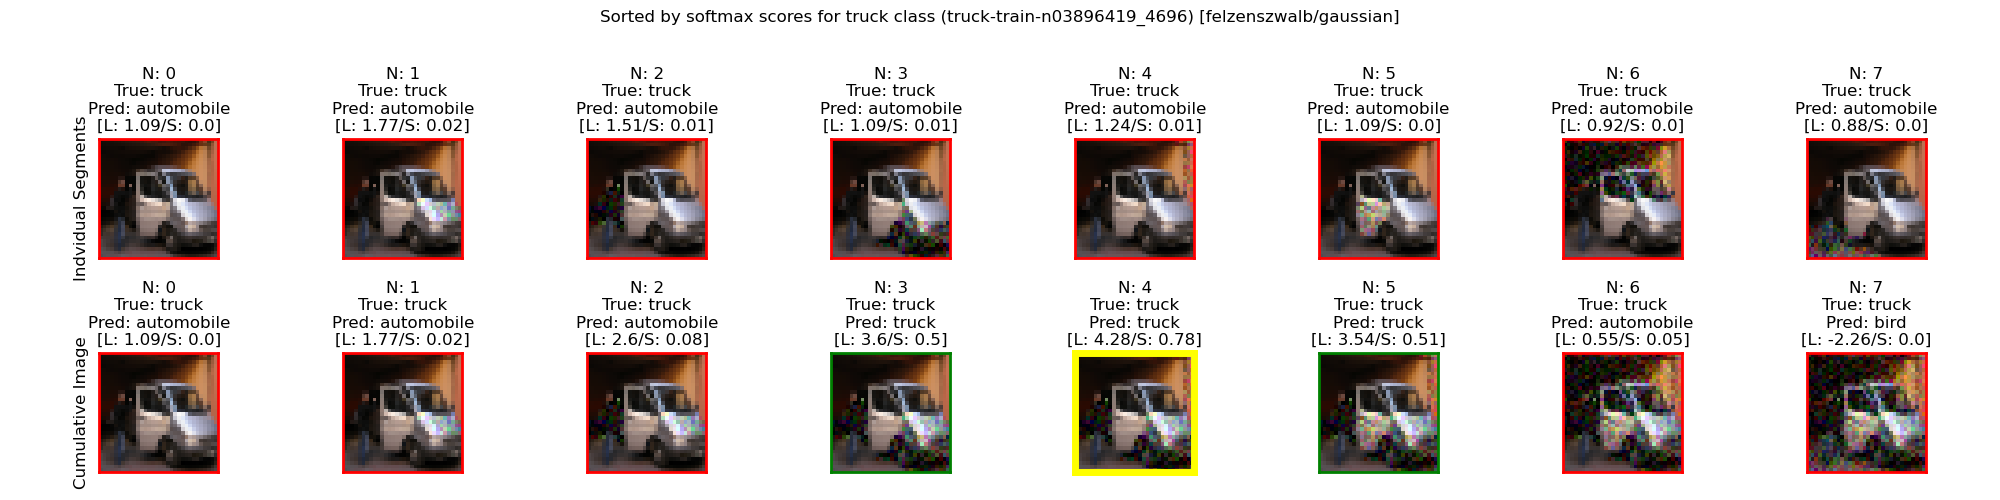 Sorted by softmax scores for truck class (truck-train-n03896419_4696) [felzenszwalb/gaussian]
Individual Segments
N: 0
True: truck
Pred: automobile
[L: 1.09/S: 0.0]
N: 1
True: truck
Pred: automobile
[L: 1.77/S: 0.02]
N: 2
True: truck
Pred: automobile
[L: 1.51/S: 0.01]
N: 3
True: truck
Pred: automobile
[L: 1.09/S: 0.01]
N: 4
True: truck
Pred: automobile
[L: 1.24/S: 0.01]
N: 5
True: truck
Pred: automobile
[L: 1.09/S: 0.0]
N: 6
True: truck
Pred: automobile
[L: 0.92/S: 0.0]
N: 7
True: truck
Pred: automobile
[L: 0.88/S: 0.0]
Cumulative Image
N: 0
True: truck
Pred: automobile
[L: 1.09/S: 0.0]
N: 1
True: truck
Pred: automobile
[L: 1.77/S: 0.02]
N: 2
True: truck
Pred: automobile
[L: 2.6/S: 0.08]
N: 3
True: truck
Pred: truck
[L: 3.6/S: 0.5]
N: 4
True: truck
Pred: truck
[L: 4.28/S: 0.78]
N: 5
True: truck
Pred: truck
[L: 3.54/S: 0.51]
N: 6
True: truck
Pred: automobile
[L: 0.55/S: 0.05]
N: 7
True: truck
Pred: bird
[L: -2.26/S: 0.0]